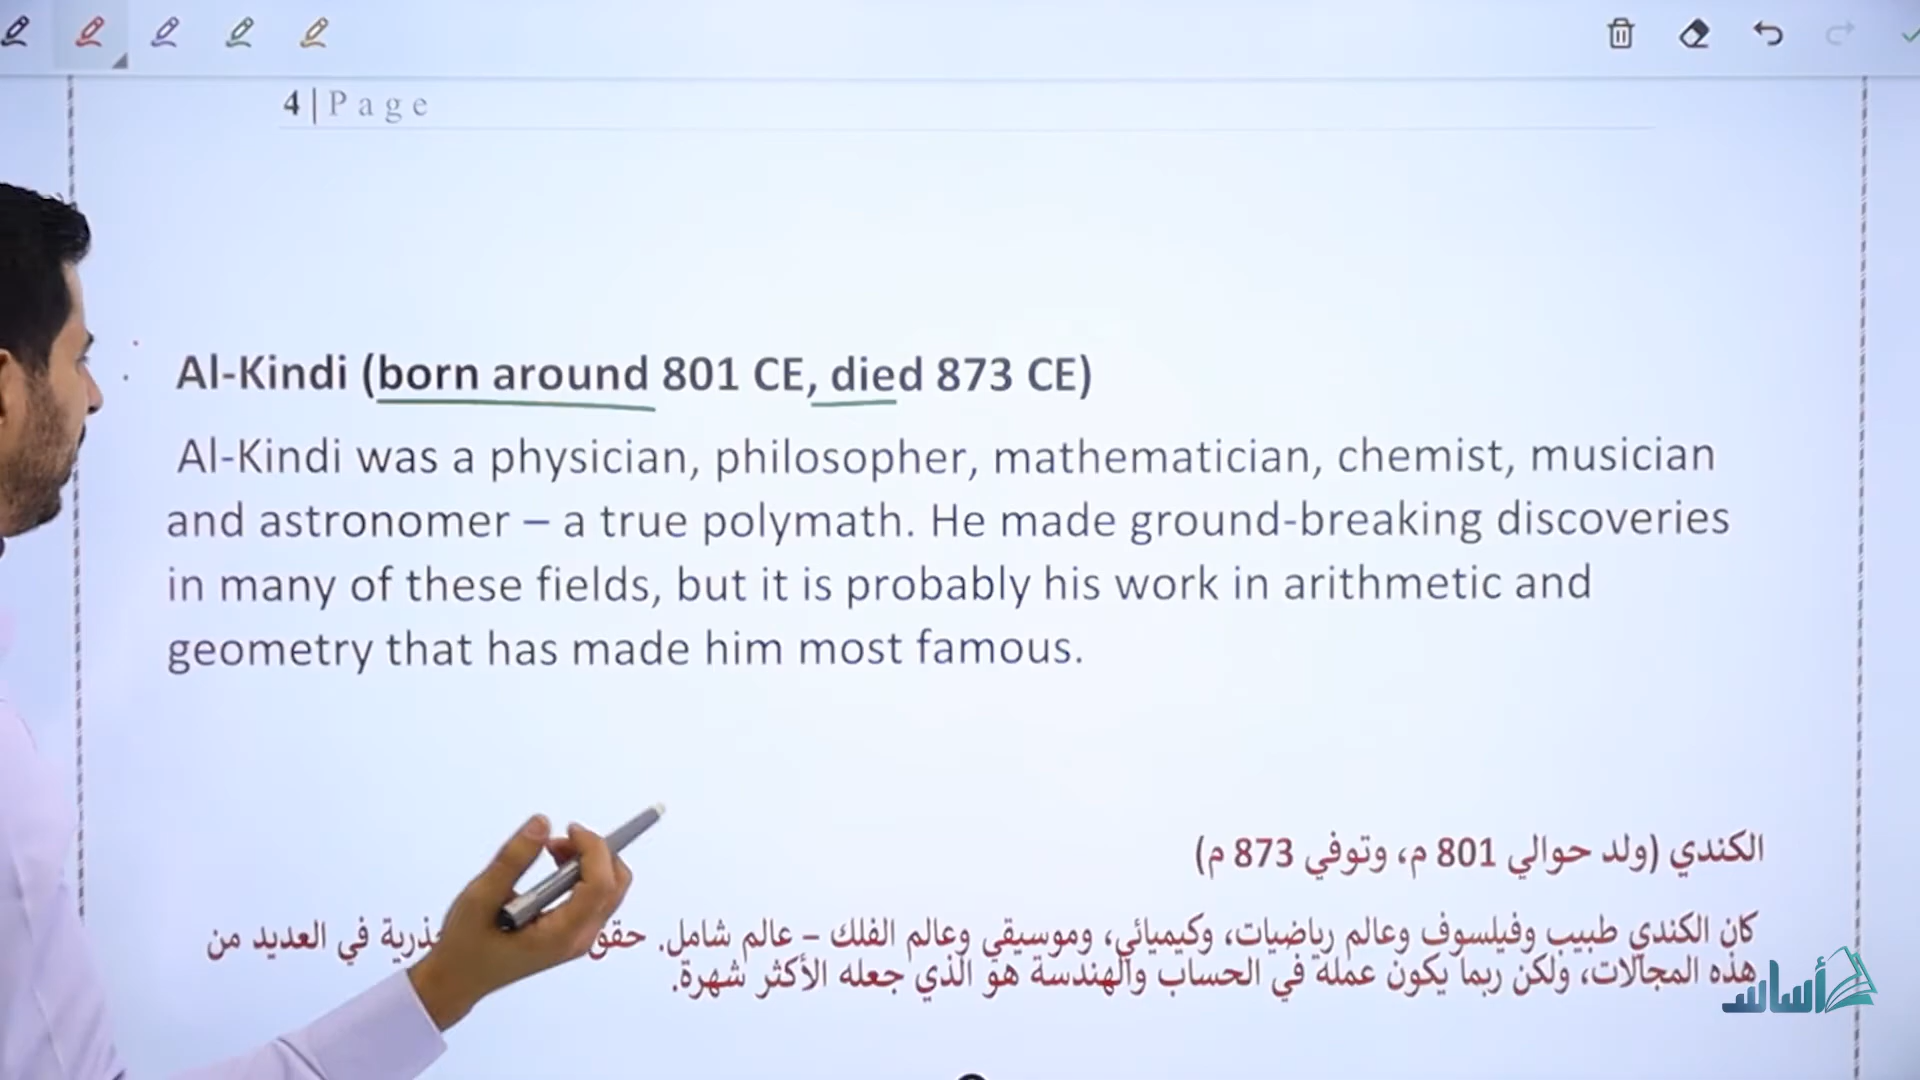 4 | P a g e
Al-Kindi (born around 801 CE, died 873 CE)
Al-Kindi was a physician, philosopher, mathematician, chemist, musician
and astronomer – a true polymath. He made ground-breaking discoveries
in many of these fields, but it is probably his work in arithmetic and
geometry that has made him most famous.
الكندي (ولد حوالي 801 م، وتوفي 873 م)
كان الكندي طبيب وفيلسوف وعالم رياضيات، وكيميائي، وموسيقي وعالم الفلك – عالم شامل. في العديد من
هذه المجالات، ولكن ربما يكون عمله في الحساب والهندسة هو الذي جعله الأكثر شهرة.
أساس